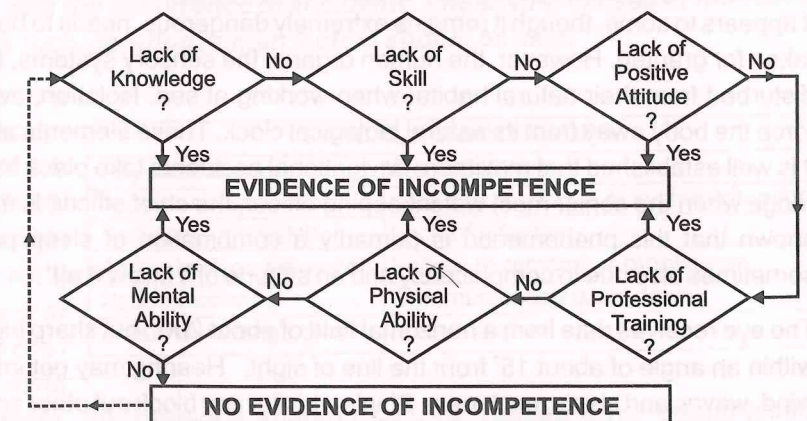 Lack of
Knowledge
?
No
Lack of
Skill
?
No
Lack of
Positive
Attitude
?
No
Yes
Yes
Yes
EVIDENCE OF INCOMPETENCE
Yes
Yes
Yes
Lack of
Mental
Ability
?
No
Lack of
Physical
Ability
?
No
Lack of
Professional
Training
?
No
NO EVIDENCE OF INCOMPETENCE